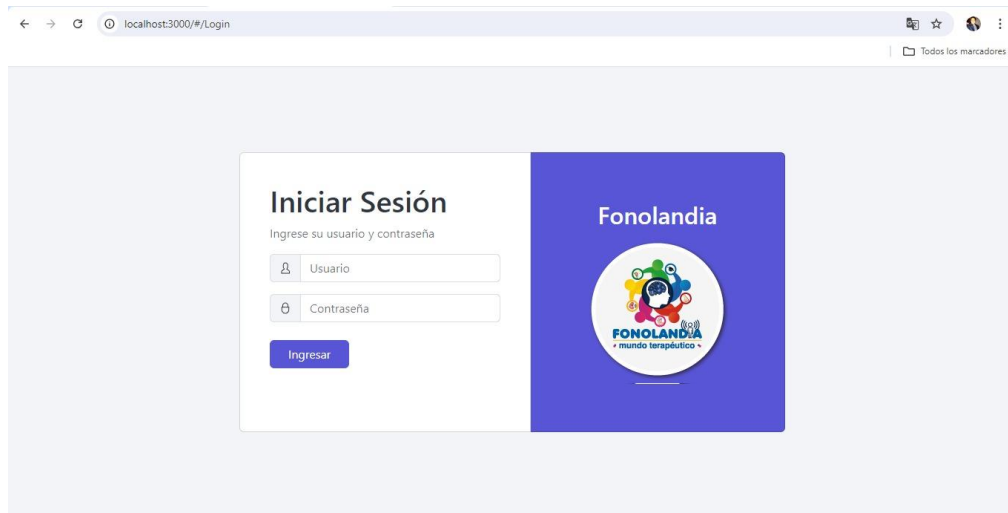 localhost:3000/#/Login
Todos los marcadores
Iniciar Sesión
Ingrese su usuario y contraseña
Usuario
Contraseña
Ingresar
Fonolandia
FONOLANDIA
• mundo terapéutico •